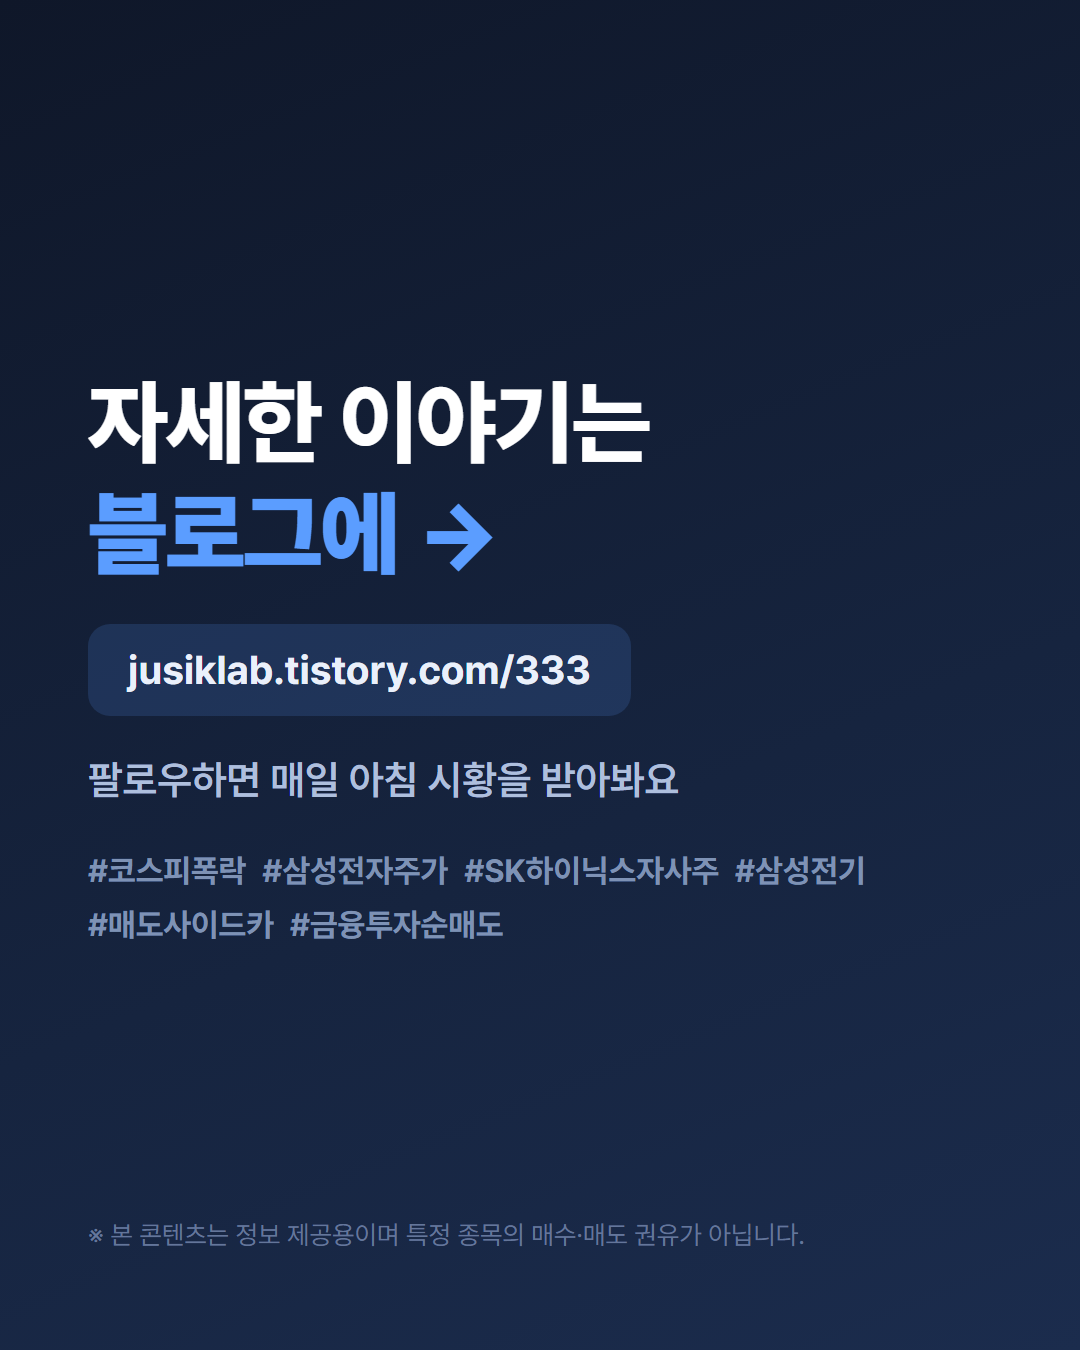 자세한 이야기는
블로그에 →
jusiklab.tistory.com/333
팔로우하면 매일 아침 시황을 받아봐요
#코스피폭락 #삼성전자주가 #SK하이닉스자사주 #삼성전기
#매도사이드카 #금융투자순매도
※ 본 콘텐츠는 정보 제공용이며 특정 종목의 매수·매도 권유가 아닙니다.